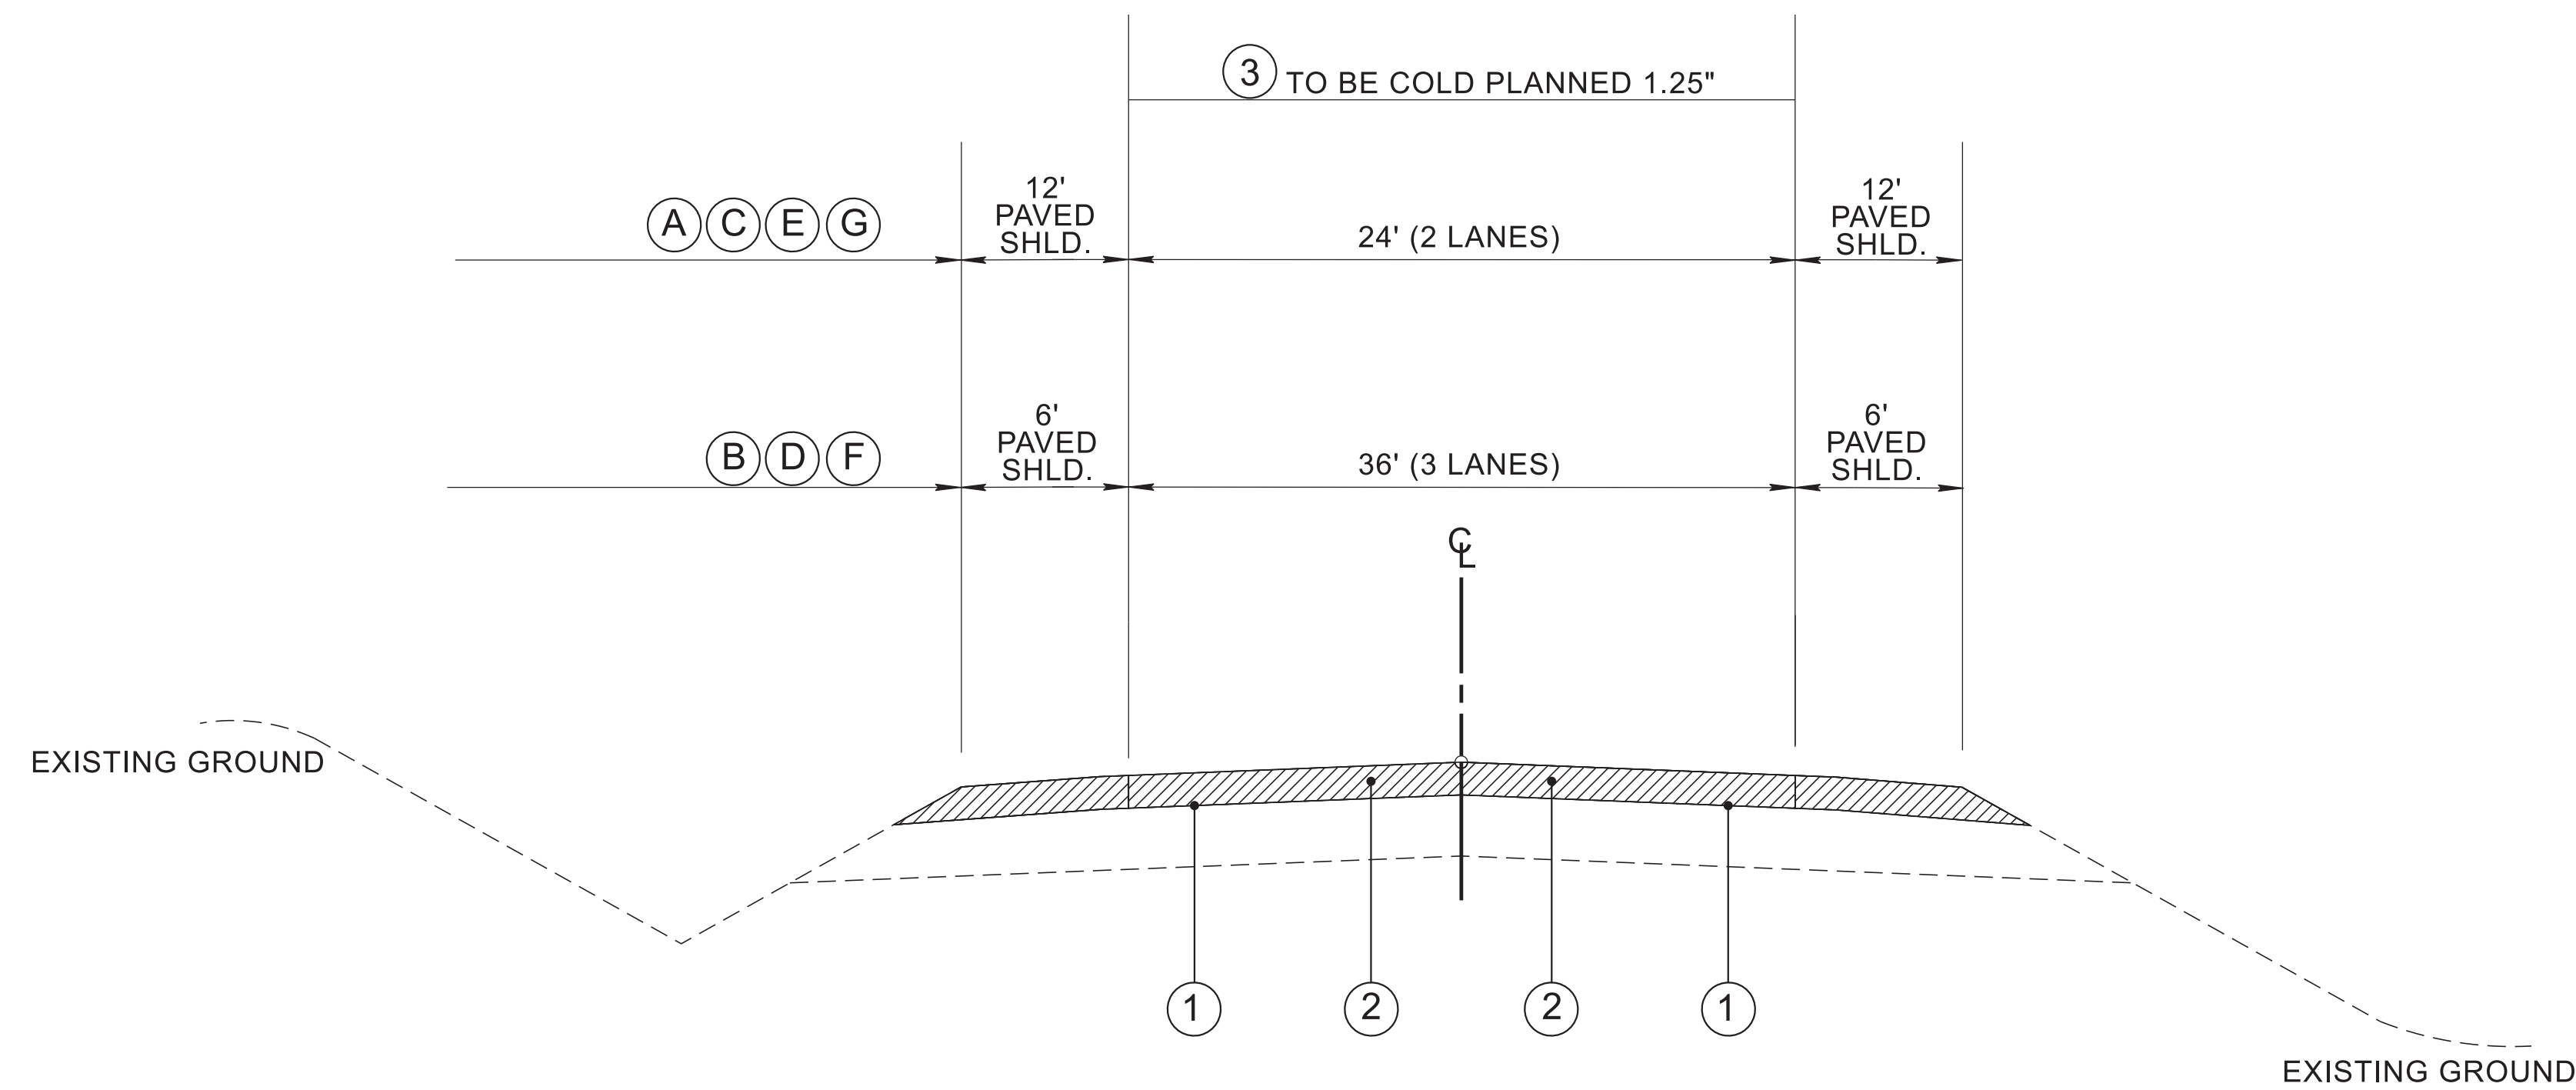 3 TO BE COLD PLANNED 1.25"
A C E G
12'
PAVED
SHLD.
24' (2 LANES)
12'
PAVED
SHLD.
B D F
6'
PAVED
SHLD.
36' (3 LANES)
6'
PAVED
SHLD.
CL
EXISTING GROUND
1 2 2 1
EXISTING GROUND